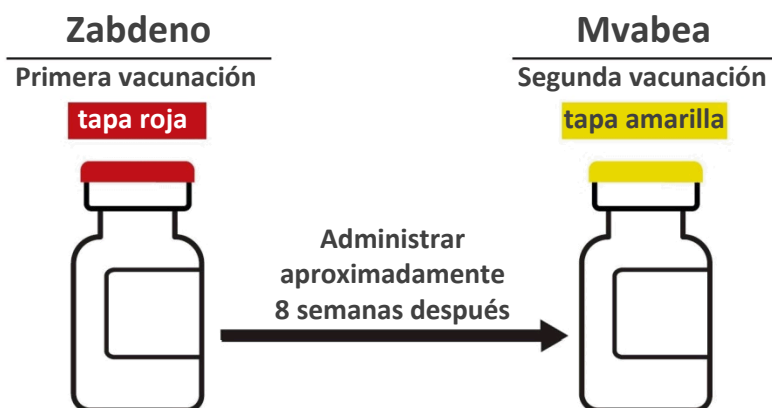 Zabdeno
Primera vacunación
tapa roja
Mvabea
Segunda vacunación
tapa amarilla
Administrar
aproximadamente
8 semanas después